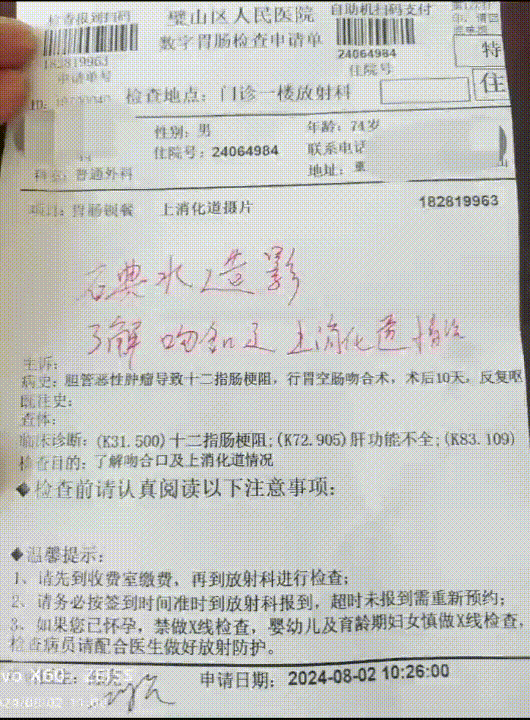 检查报到扫码
璧山区人民医院
自助机扫码支付
数字胃肠检查申请单
182819963
24064984
申请单号
住院号
特
检查地点：门诊一楼放射科
住
性别：男
年龄：74岁
住院号：24064984
联系电话
科室：普通外科
地址：重
项目：胃肠钡餐 上消化道摄片
182819963
石典水造影
了解吻合口及上消化道情况
主诉：
病史：胆管恶性肿瘤导致十二指肠梗阻，行胃空肠吻合术，术后10天，反复呕
既往史：
查体：
临床诊断：(K31.500)十二指肠梗阻;(K72.905)肝功能不全;(K83.109)
检查目的：了解吻合口及上消化道情况
◆检查前请认真阅读以下注意事项：
◆温馨提示：
1、请先到收费室缴费，再到放射科进行检查；
2、请务必按签到时间准时到放射科报到，超时未报到需重新预约；
3、如果您已怀孕，禁做X线检查，婴幼儿及育龄期妇女慎做X线检查，
检查病员请配合医生做好放射防护。
vo X60 ZEISS
申请日期：2024-08-02 10:26:00